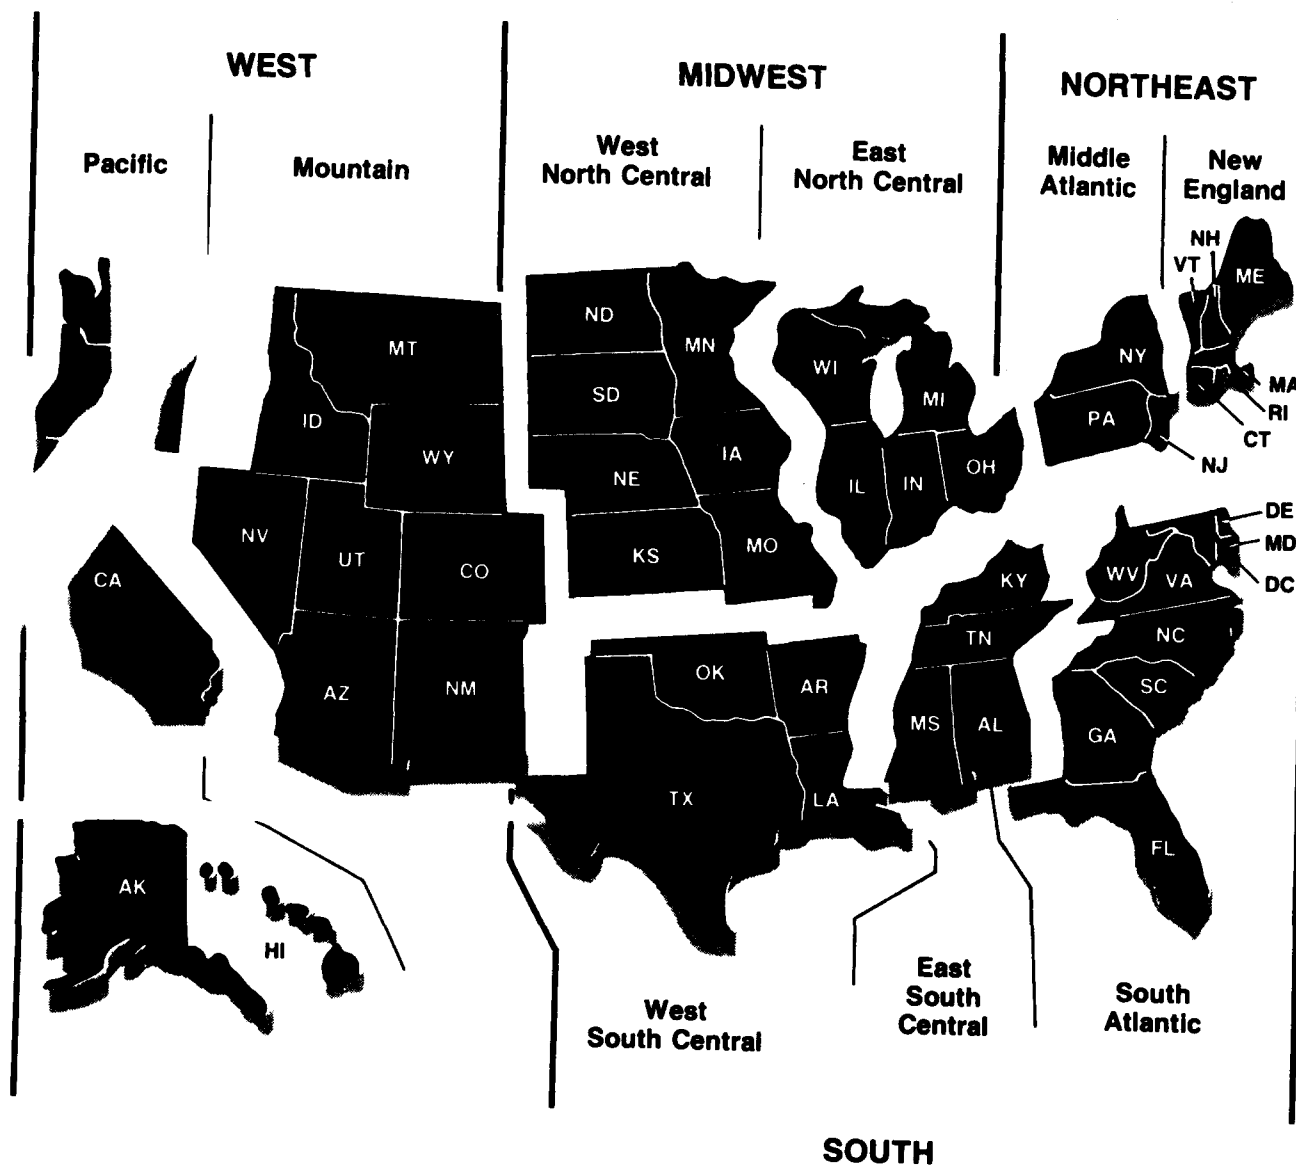 WEST
MIDWEST
NORTHEAST
Pacific
Mountain
West
North Central
East
North Central
Middle
Atlantic
New
England
NH
VT
ME
ND
MT
MN
NY
WI
SD
MI
MA
ID
PA
RI
WY
IA
CT
NE
OH
NJ
IL
IN
DE
NV
MO
MD
UT
KS
CO
CA
KY
WV
VA
DC
TN
NC
OK
AR
SC
AZ
NM
MS
AL
GA
TX
LA
FL
AK
HI
West
South Central
East
South
Central
South
Atlantic
SOUTH